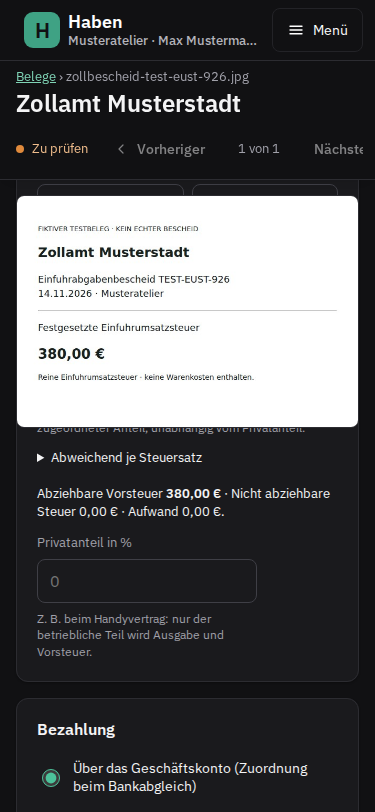 H
Haben
Musteratelier · Max Musterma...
Menü
Belege › zollbescheid-test-eust-926.jpg
Zollamt Musterstadt
Zu prüfen
Vorheriger
1 von 1
Nächste
FIKTIVER TESTBELEG · KEIN ECHTER BESCHEID
Zollamt Musterstadt
Einfuhrabgabenbescheid TEST-EUST-926
14.11.2026 · Musteratelier
Festgesetzte Einfuhrumsatzsteuer
380,00 €
Reine Einfuhrumsatzsteuer · keine Warenkosten enthalten.
zugeordneter Anteil, unabhängig vom Privatanteil.
Abweichend je Steuersatz
Abziehbare Vorsteuer 380,00 € · Nicht abziehbare
Steuer 0,00 € · Aufwand 0,00 €.
Privatanteil in %
0
Z. B. beim Handyvertrag: nur der
betriebliche Teil wird Ausgabe und
Vorsteuer.
Bezahlung
Über das Geschäftskonto (Zuordnung
beim Bankabgleich)